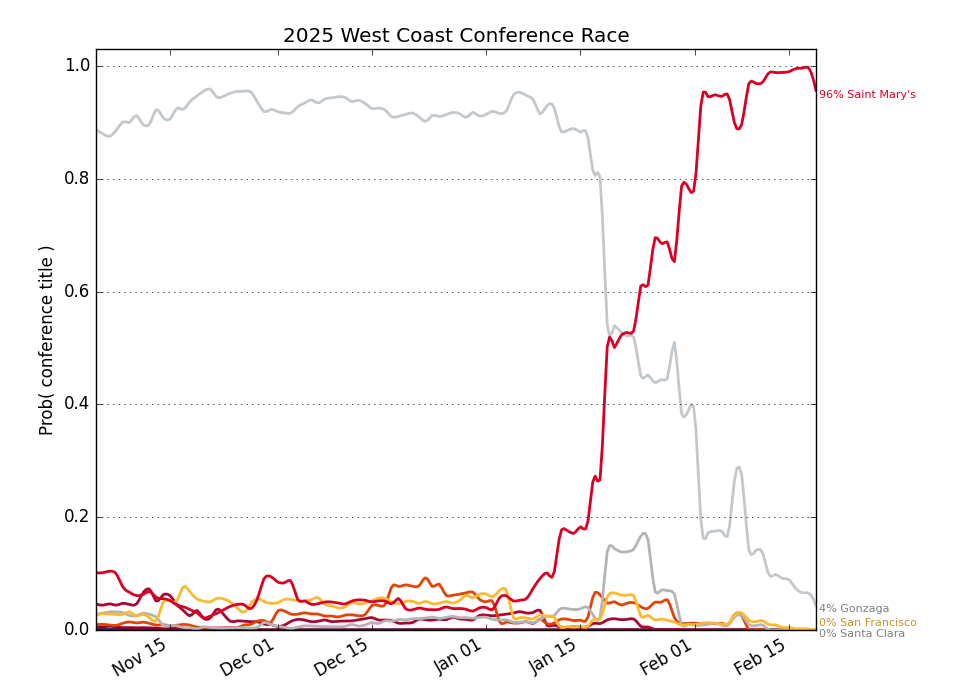 2025 West Coast Conference Race
1.0
0.8
0.6
0.4
0.2
0.0
Prob( conference title )
96% Saint Mary's
4% Gonzaga
0% San Francisco
0% Santa Clara
Nov 15
Dec 01
Dec 15
Jan 01
Jan 15
Feb 01
Feb 15